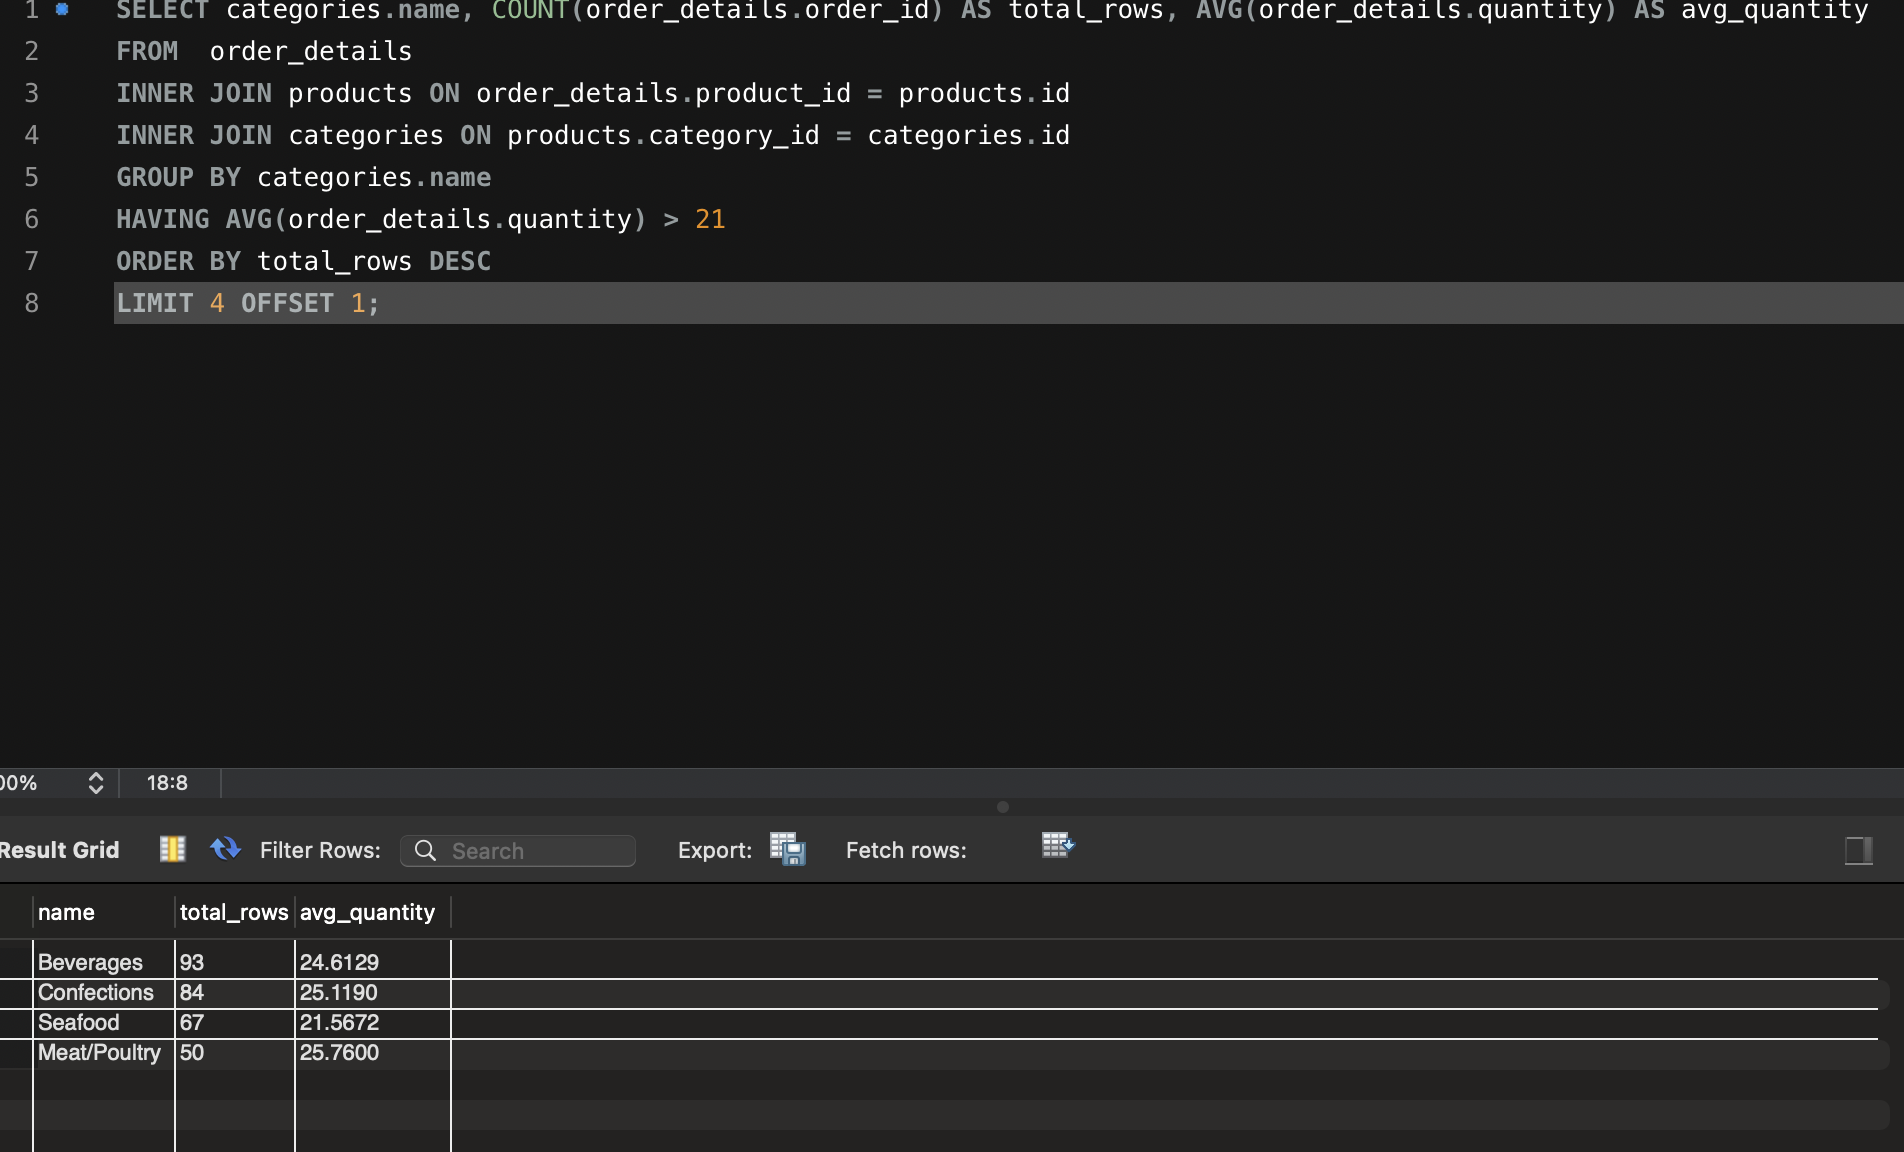 1 SELECT categories.name, COUNT(order_details.order_id) AS total_rows, AVG(order_details.quantity) AS avg_quantity
2 FROM  order_details
3 INNER JOIN products ON order_details.product_id = products.id
4 INNER JOIN categories ON products.category_id = categories.id
5 GROUP BY categories.name
6 HAVING AVG(order_details.quantity) > 21
7 ORDER BY total_rows DESC
8 LIMIT 4 OFFSET 1;
00% 18:8
Result Grid Filter Rows: Search Export: Fetch rows:
name total_rows avg_quantity
Beverages 93 24.6129
Confections 84 25.1190
Seafood 67 21.5672
Meat/Poultry 50 25.7600